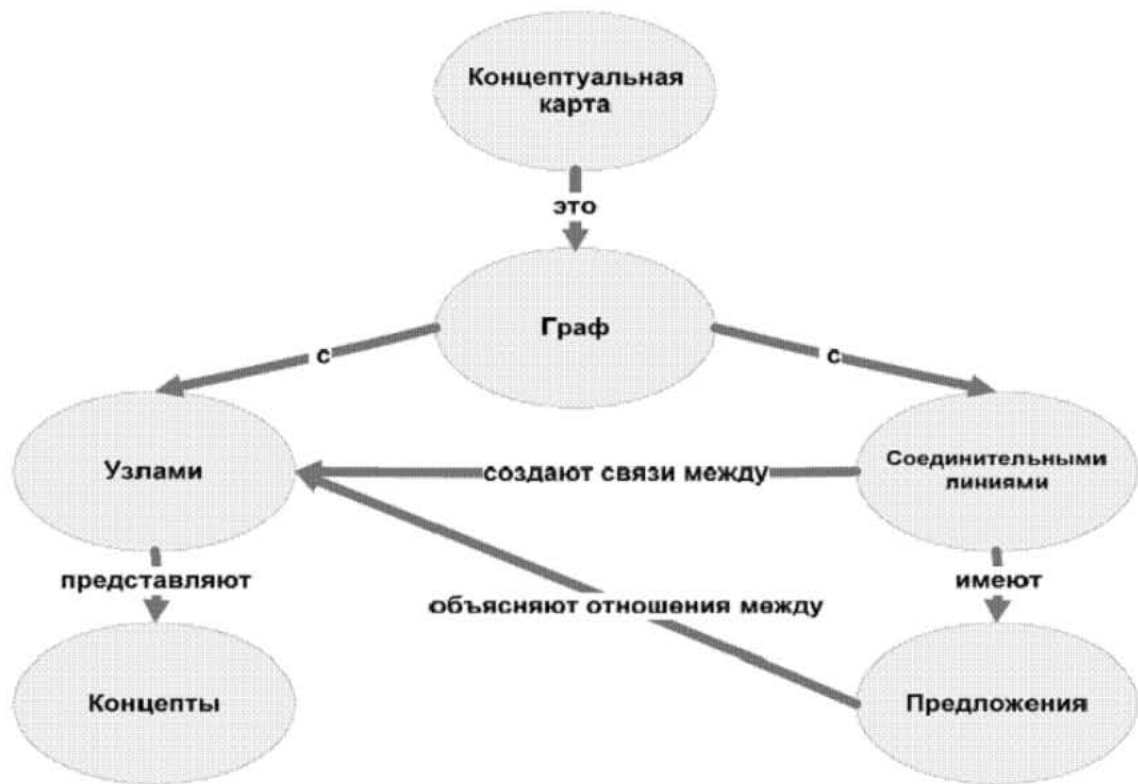 Концептуальная
карта
это
Граф
с
с
Узлами
создают связи между
Соединительными
линиями
представляют
объясняют отношения между
имеют
Концепты
Предложения